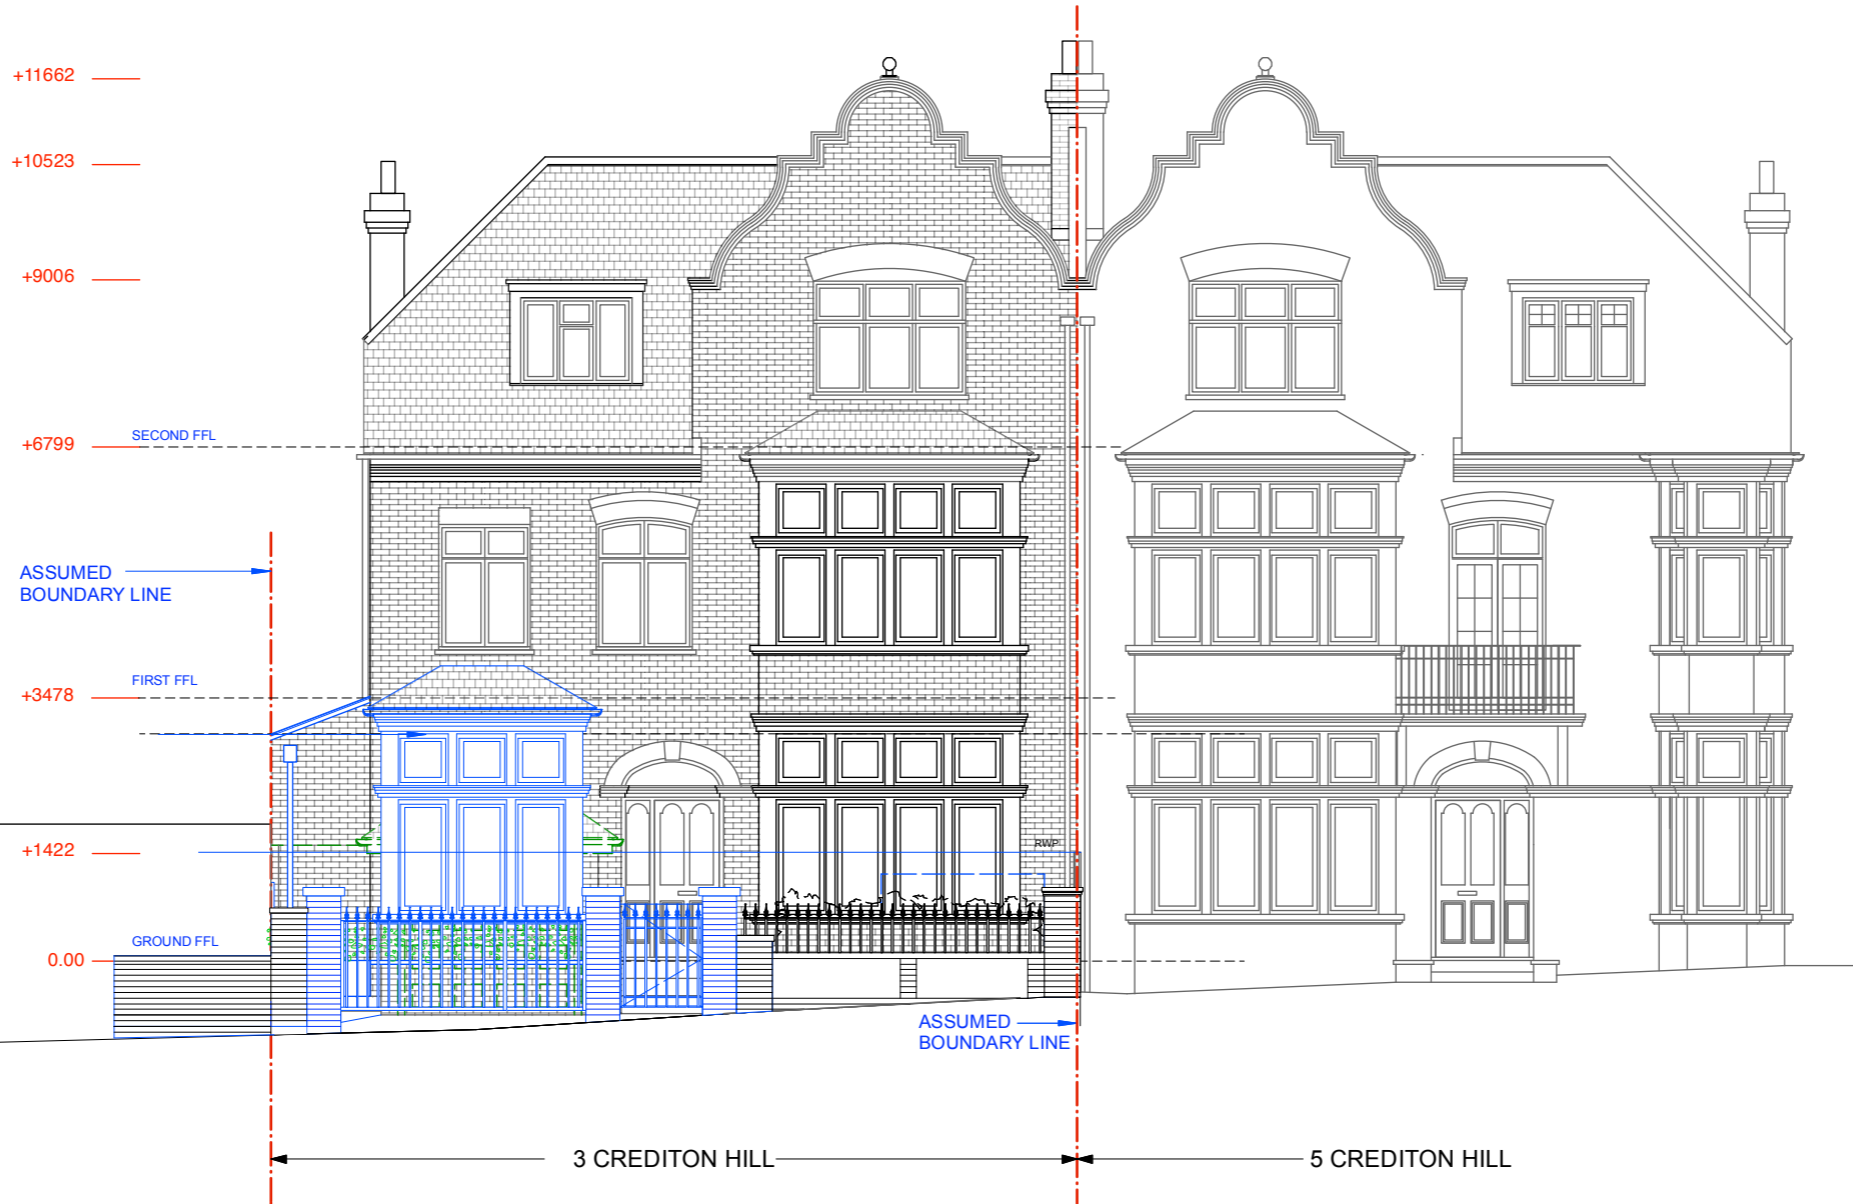 +11662
+10523
+9006
+6799
SECOND FFL
ASSUMED
BOUNDARY LINE
+3478
FIRST FFL
+1422
RWP
GROUND FFL
0.00
ASSUMED
BOUNDARY LINE
3 CREDITON HILL
5 CREDITON HILL